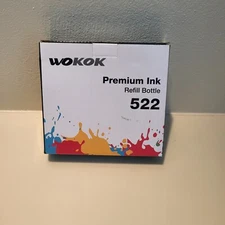 WOKOK
Premium Ink
Refill Bottle
522